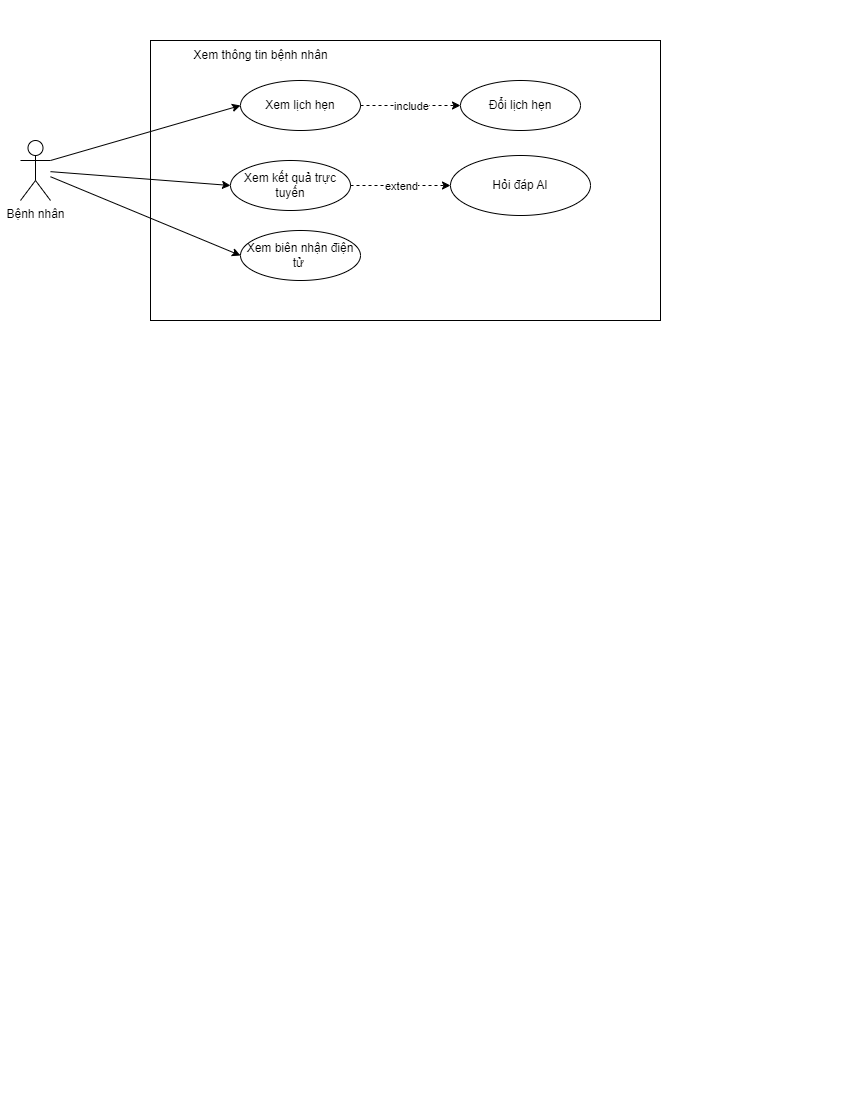 Xem thông tin bệnh nhân
Xem lịch hẹn
include
Đổi lịch hẹn
Xem kết quả trực
tuyến
extend
Hỏi đáp AI
Bệnh nhân
Xem biên nhận điện
tử